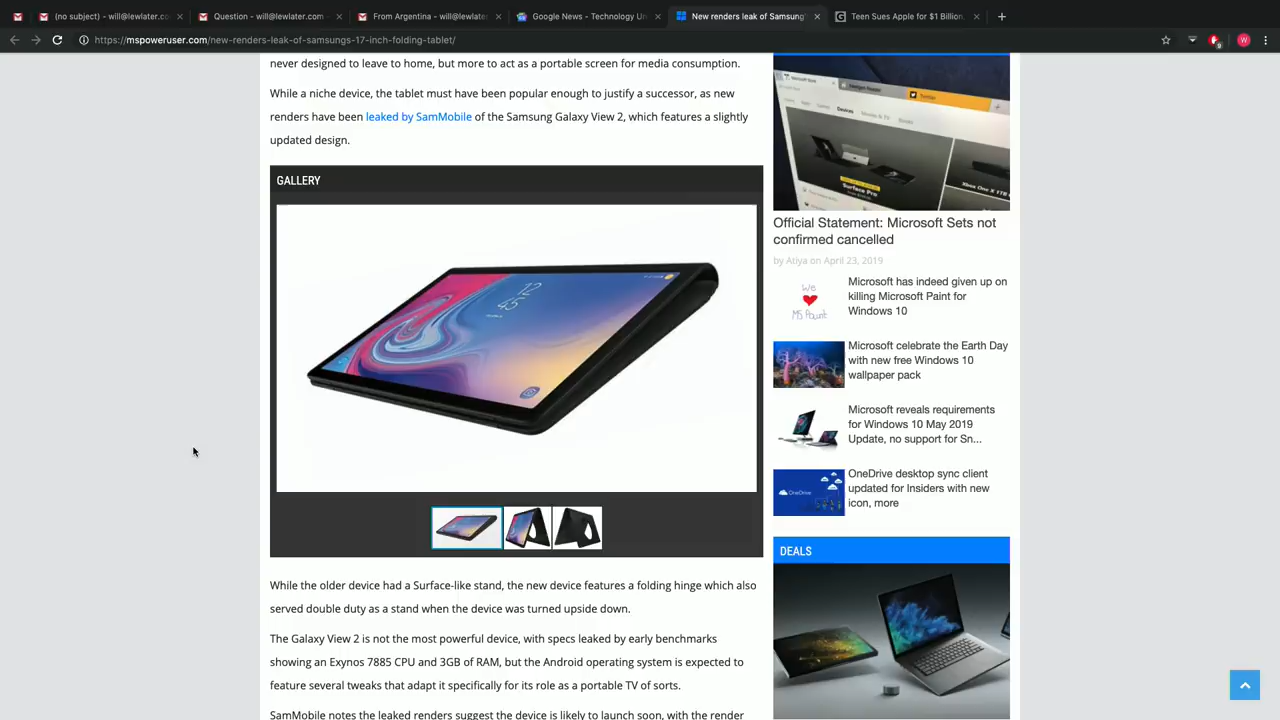 (no subject) - will@lewlater.c
Question - will@lewlater.com -
From Argentina - will@lewlate
Google News - Technology U
New renders leak of Samsung'
Teen Sues Apple for $1 Billion,
https://mspoweruser.com/new-renders-leak-of-samsungs-17-inch-folding-tablet/
W
never designed to leave to home, but more to act as a portable screen for media consumption.
While a niche device, the tablet must have been popular enough to justify a successor, as new
renders have been leaked by SamMobile of the Samsung Galaxy View 2, which features a slightly
updated design.
GALLERY
12
45
While the older device had a Surface-like stand, the new device features a folding hinge which also
served double duty as a stand when the device was turned upside down.
The Galaxy View 2 is not the most powerful device, with specs leaked by early benchmarks
showing an Exynos 7885 CPU and 3GB of RAM, but the Android operating system is expected to
feature several tweaks that adapt it specifically for its role as a portable TV of sorts.
SamMobile notes the leaked renders suggest the device is likely to launch soon, with the render
Devices
Surface Pro
Xbox One X 1TB
Official Statement: Microsoft Sets not
confirmed cancelled
by Atiya on April 23, 2019
We
MS Paint
Microsoft has indeed given up on
killing Microsoft Paint for
Windows 10
Microsoft celebrate the Earth Day
with new free Windows 10
wallpaper pack
Microsoft reveals requirements
for Windows 10 May 2019
Update, no support for Sn...
OneDrive
OneDrive desktop sync client
updated for Insiders with new
icon, more
DEALS